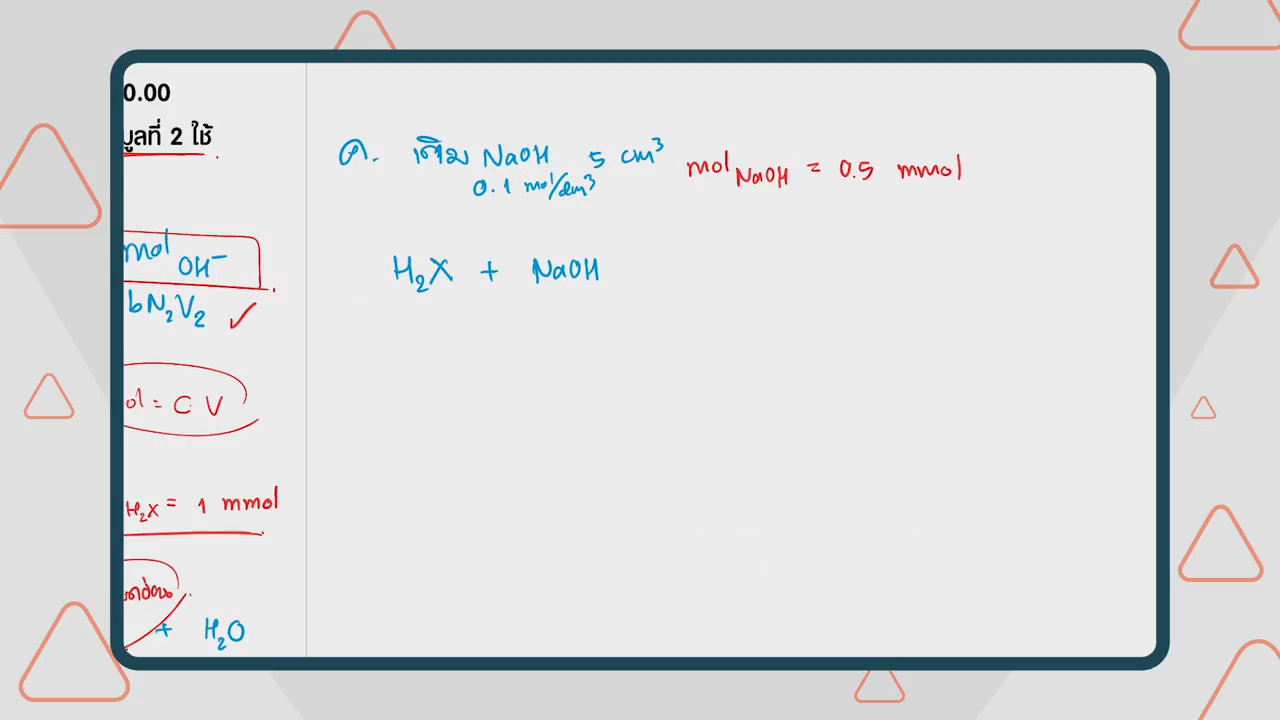 0.00
มูลที่ 2 ใช้
mol OH⁻
bN₂V₂ ✓
ol = CV
H₂X = 1 mmol
+ H₂O
ค. เติม NaOH 5 cm³
0.1 mol/dm³
mol NaOH = 0.5 mmol
H₂X + NaOH